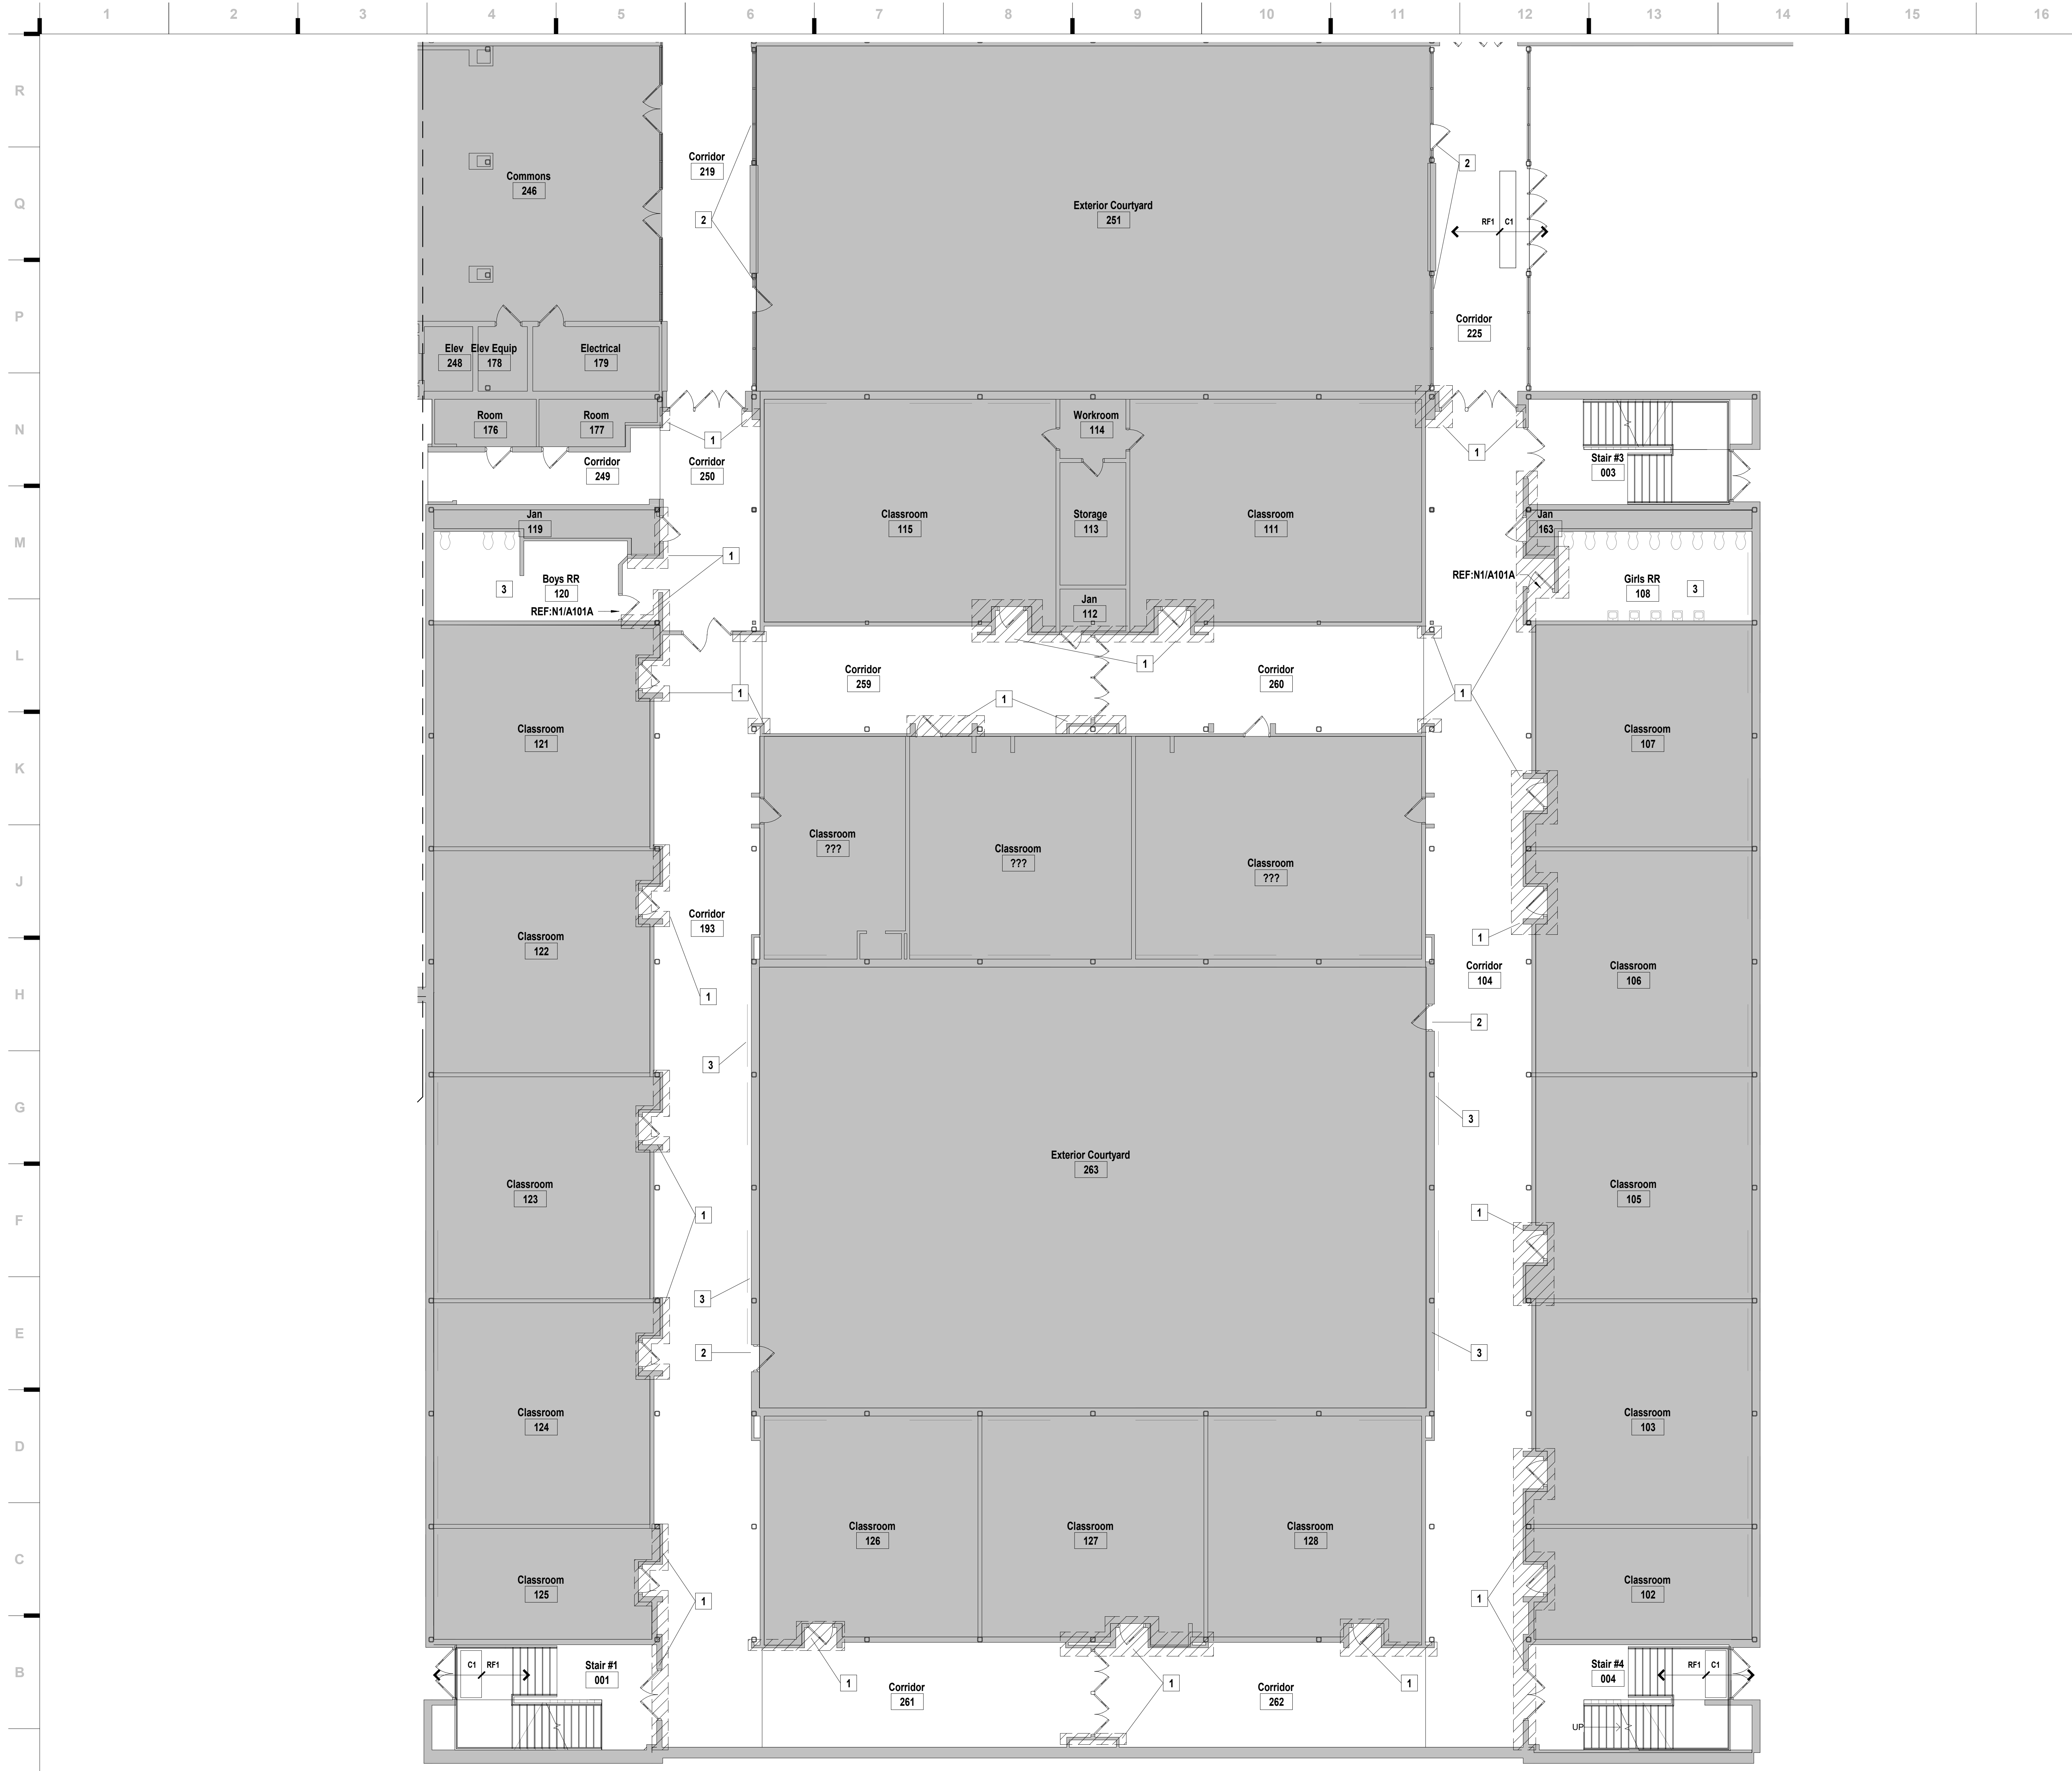 1 2 3 4 5 6 7 8 9 10 11 12 13 14 15 16
R
Q
P
N
M
L
K
J
H
G
F
E
D
C
B
Commons
246
Corridor
219
2
Exterior Courtyard
251
2
RF1 C1
Corridor
225
Elev
248
Elev Equip
178
Electrical
179
Room
176
Room
177
1
Corridor
249
Corridor
250
Workroom
114
1
Stair #3
003
Jan
119
Classroom
115
Storage
113
Classroom
111
Jan
163
1
3
Boys RR
120
REF:N1/A101A
REF:N1/A101A
Girls RR
108
3
Jan
112
1
Corridor
259
Corridor
260
1
1
1
Classroom
121
Classroom
107
Classroom
???
Classroom
???
Classroom
???
Corridor
193
Classroom
122
1
Corridor
104
Classroom
106
1
2
3
3
Exterior Courtyard
263
Classroom
123
1
1
Classroom
105
3
2
3
Classroom
124
Classroom
103
Classroom
126
Classroom
127
Classroom
128
Classroom
125
1
1
Classroom
102
C1 RF1
Stair #1
001
1
Corridor
261
1
Corridor
262
1
Stair #4
004
RF1 C1
UP